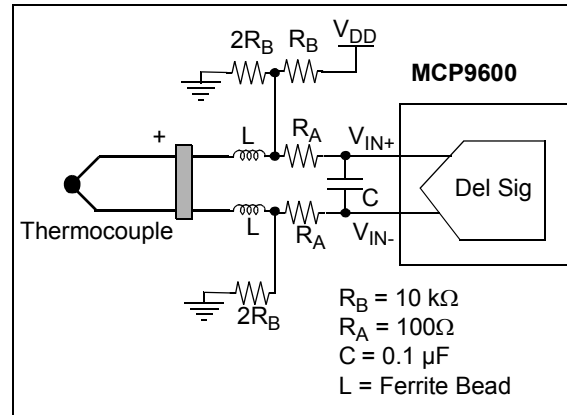 2R_B R_B V_DD
MCP9600
+ L R_A V_IN+
C Del Sig
Thermocouple L R_A V_IN-
2R_B
R_B = 10 kΩ
R_A = 100Ω
C = 0.1 µF
L = Ferrite Bead